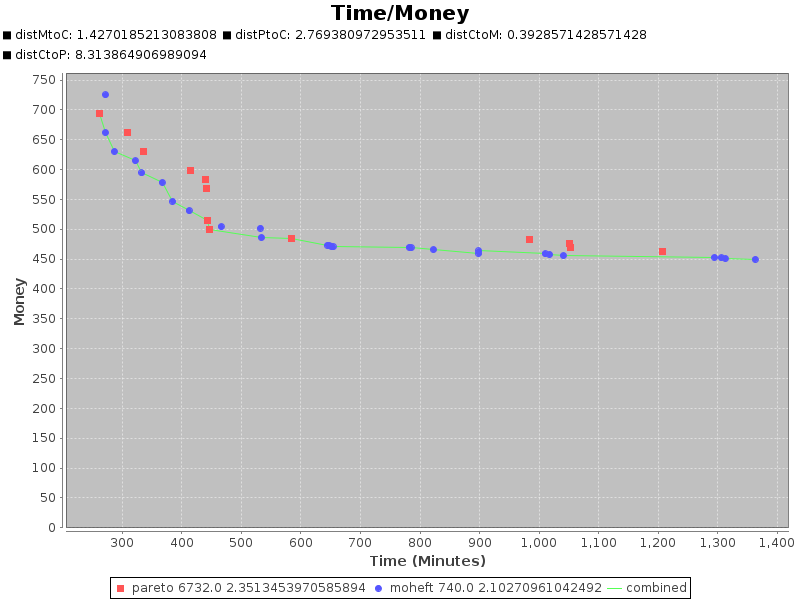 Time/Money
■ distMtoC: 1.4270185213083808 ■ distPtoC: 2.769380972953511 ■ distCtoM: 0.3928571428571428
■ distCtoP: 8.313864906989094
750
700
650
600
550
500
450
400
350
300
250
200
150
100
50
0
Money
300 400 500 600 700 800 900 1,000 1,100 1,200 1,300 1,400
Time (Minutes)
pareto 6732.0 2.3513453970585894 moheft 740.0 2.10270961042492 combined